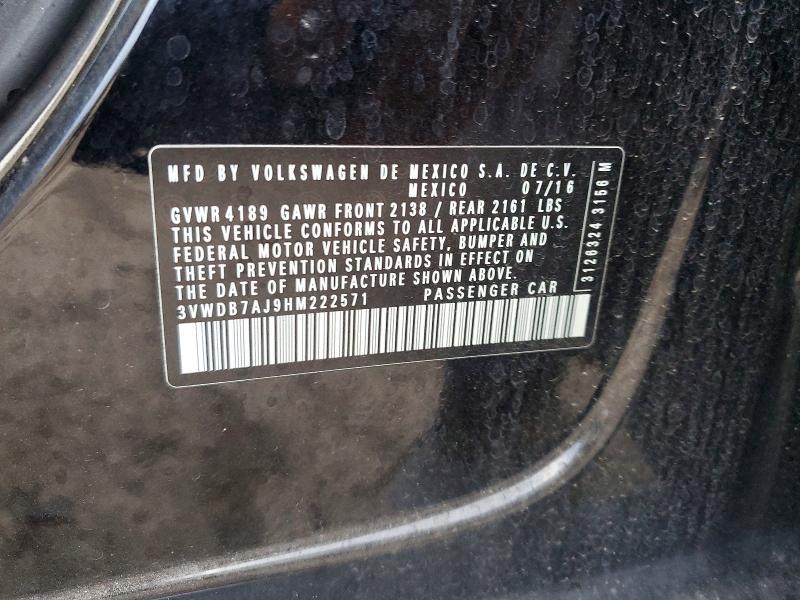 MFD BY VOLKSWAGEN DE MEXICO S.A. DE C.V.
MEXICO 07/16
GVWR 4189 GAWR FRONT 2138 / REAR 2161 LBS
THIS VEHICLE CONFORMS TO ALL APPLICABLE U.S.
FEDERAL MOTOR VEHICLE SAFETY, BUMPER AND
THEFT PREVENTION STANDARDS IN EFFECT ON
THE DATE OF MANUFACTURE SHOWN ABOVE.
3VWDB7AJ9HM222571 PASSENGER CAR
3126324 3156 M